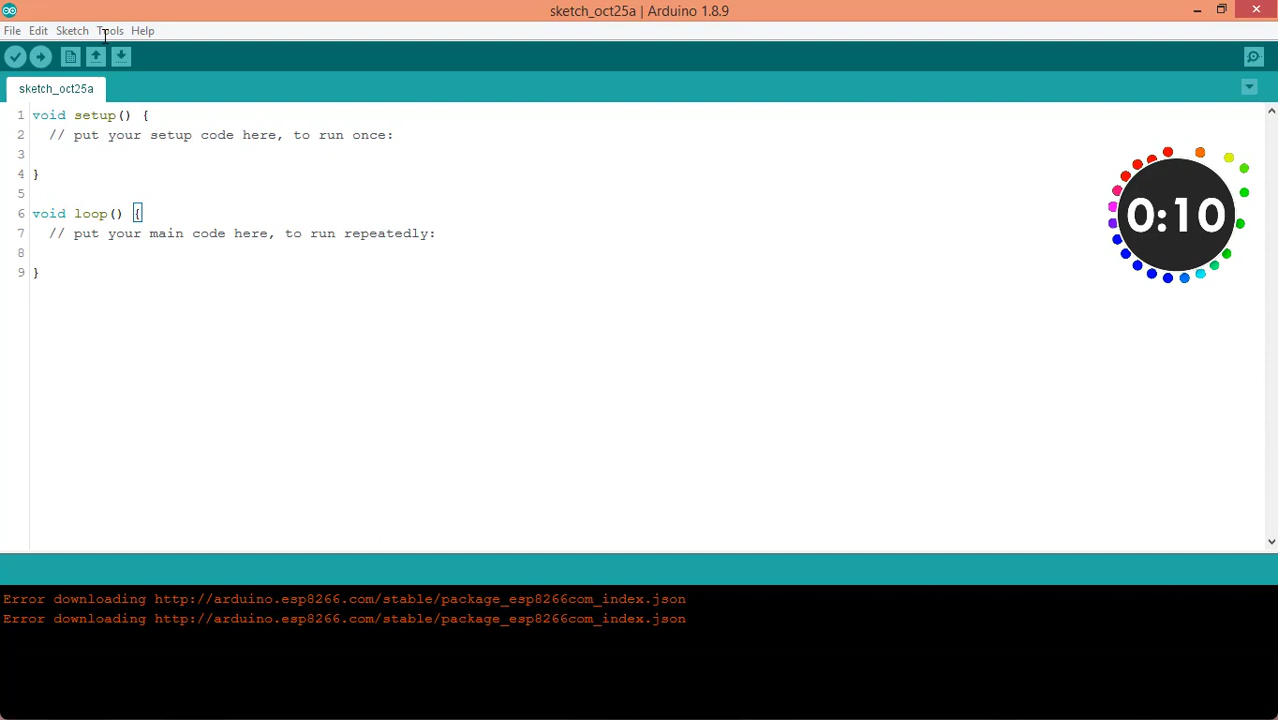 sketch_oct25a | Arduino 1.8.9
File Edit Sketch Tools Help
sketch_oct25a
1 void setup() {
2   // put your setup code here, to run once:
3
4 }
5
6 void loop() {
7   // put your main code here, to run repeatedly:
8
9 }
0:10
Error downloading http://arduino.esp8266.com/stable/package_esp8266com_index.json
Error downloading http://arduino.esp8266.com/stable/package_esp8266com_index.json